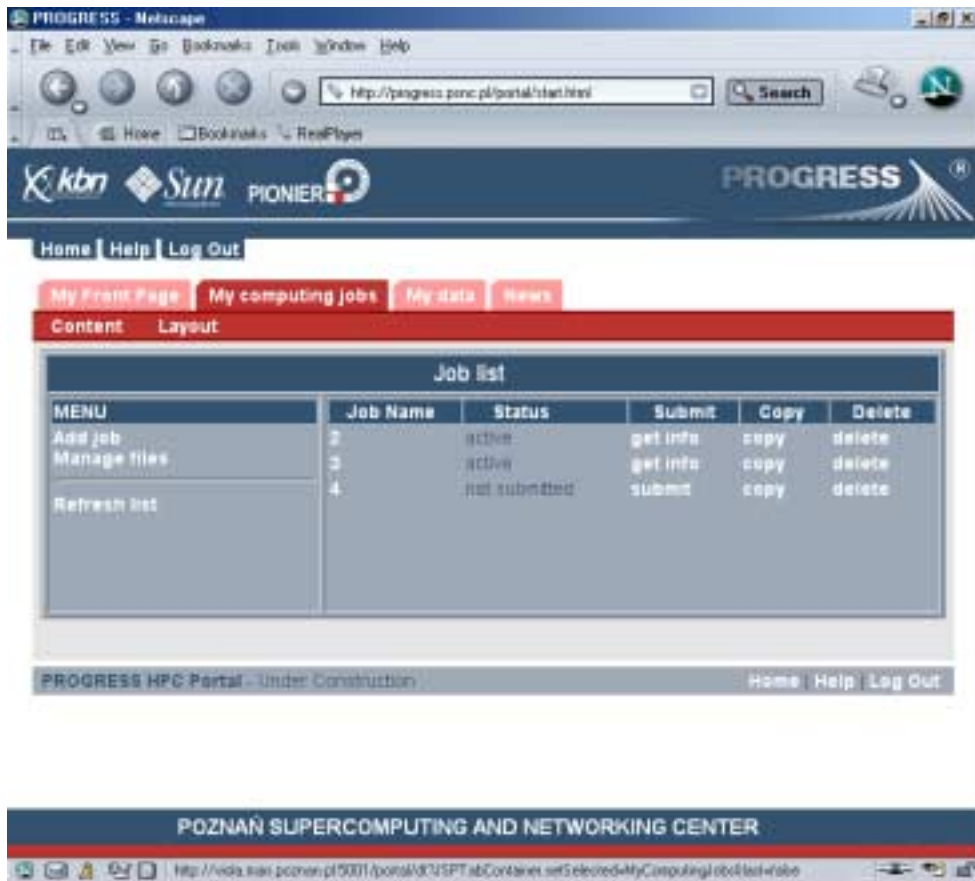 PROGRESS - Netscape
File Edit View Go Bookmarks Tools Window Help
http://progress.psnc.pl/portal/start.html Search
Home Bookmarks RealPlayer
kbn Sun PIONIER PROGRESS ®
Home Help Log Out
My Front Page My computing jobs My data News
Content Layout
Job list
MENU Job Name Status Submit Copy Delete
Add job 2 active get info copy delete
Manage files 3 active get info copy delete
4 not submitted submit copy delete
Refresh list
PROGRESS HPC Portal - Under Construction Home | Help | Log Out
POZNAŃ SUPERCOMPUTING AND NETWORKING CENTER